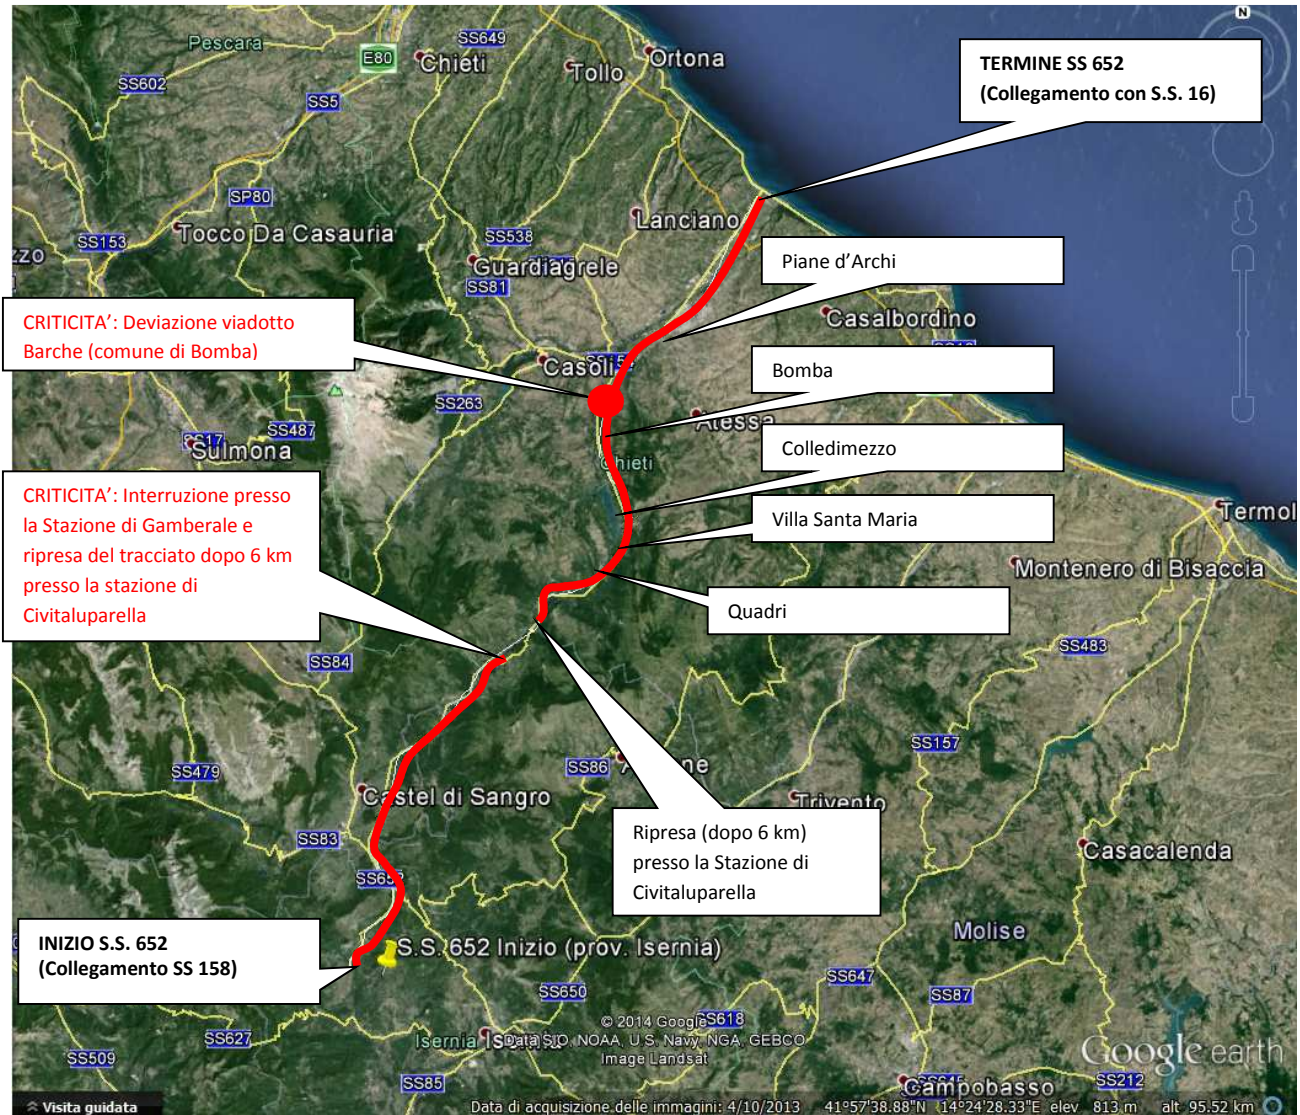 N
Pescara
SS649
E80
Chieti
Ortona
Tollo
SS602
SS5
TERMINE SS 652
(Collegamento con S.S. 16)
SP80
Lanciano
Tocco Da Casauria
SS153
SS538
Guardiagrele
SS81
Piane d’Archi
CRITICITA’: Deviazione viadotto
Barche (comune di Bomba)
Casalbordino
Casoli
Bomba
SS263
Atessa
SS487
SS17
Sulmona
Colledimezzo
Chieti
CRITICITA’: Interruzione presso
la Stazione di Gamberale e
ripresa del tracciato dopo 6 km
presso la stazione di
Civitaluparella
Villa Santa Maria
Termol
Montenero di Bisaccia
Quadri
SS84
SS483
SS157
SS86
SS479
Castel di Sangro
Trivento
SS83
Ripresa (dopo 6 km)
presso la Stazione di
Civitaluparella
Casacalenda
INIZIO S.S. 652
(Collegamento SS 158)
S.S. 652 Inizio (prov. Isernia)
Molise
SS647
SS650
SS87
© 2014 Google
SS618
SS627
Isernia
Data SIO, NOAA, U.S. Navy, NGA, GEBCO
Image Landsat
SS509
Google earth
SS85
Campobasso
SS212
Visita guidata
Data di acquisizione delle immagini: 4/10/2013 41°57'38.88"N 14°24'28.33"E elev 813 m alt 95.52 km